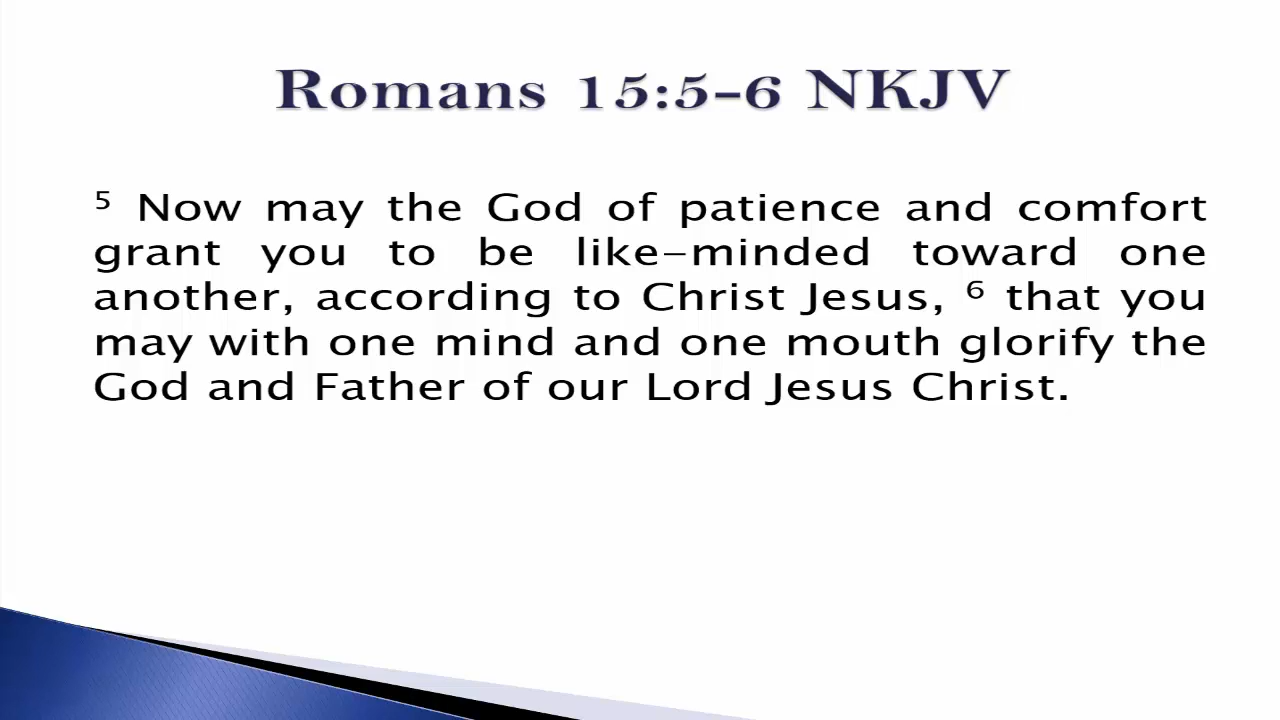 Romans 15:5-6 NKJV
⁵ Now may the God of patience and comfort
grant you to be like-minded toward one
another, according to Christ Jesus, ⁶ that you
may with one mind and one mouth glorify the
God and Father of our Lord Jesus Christ.